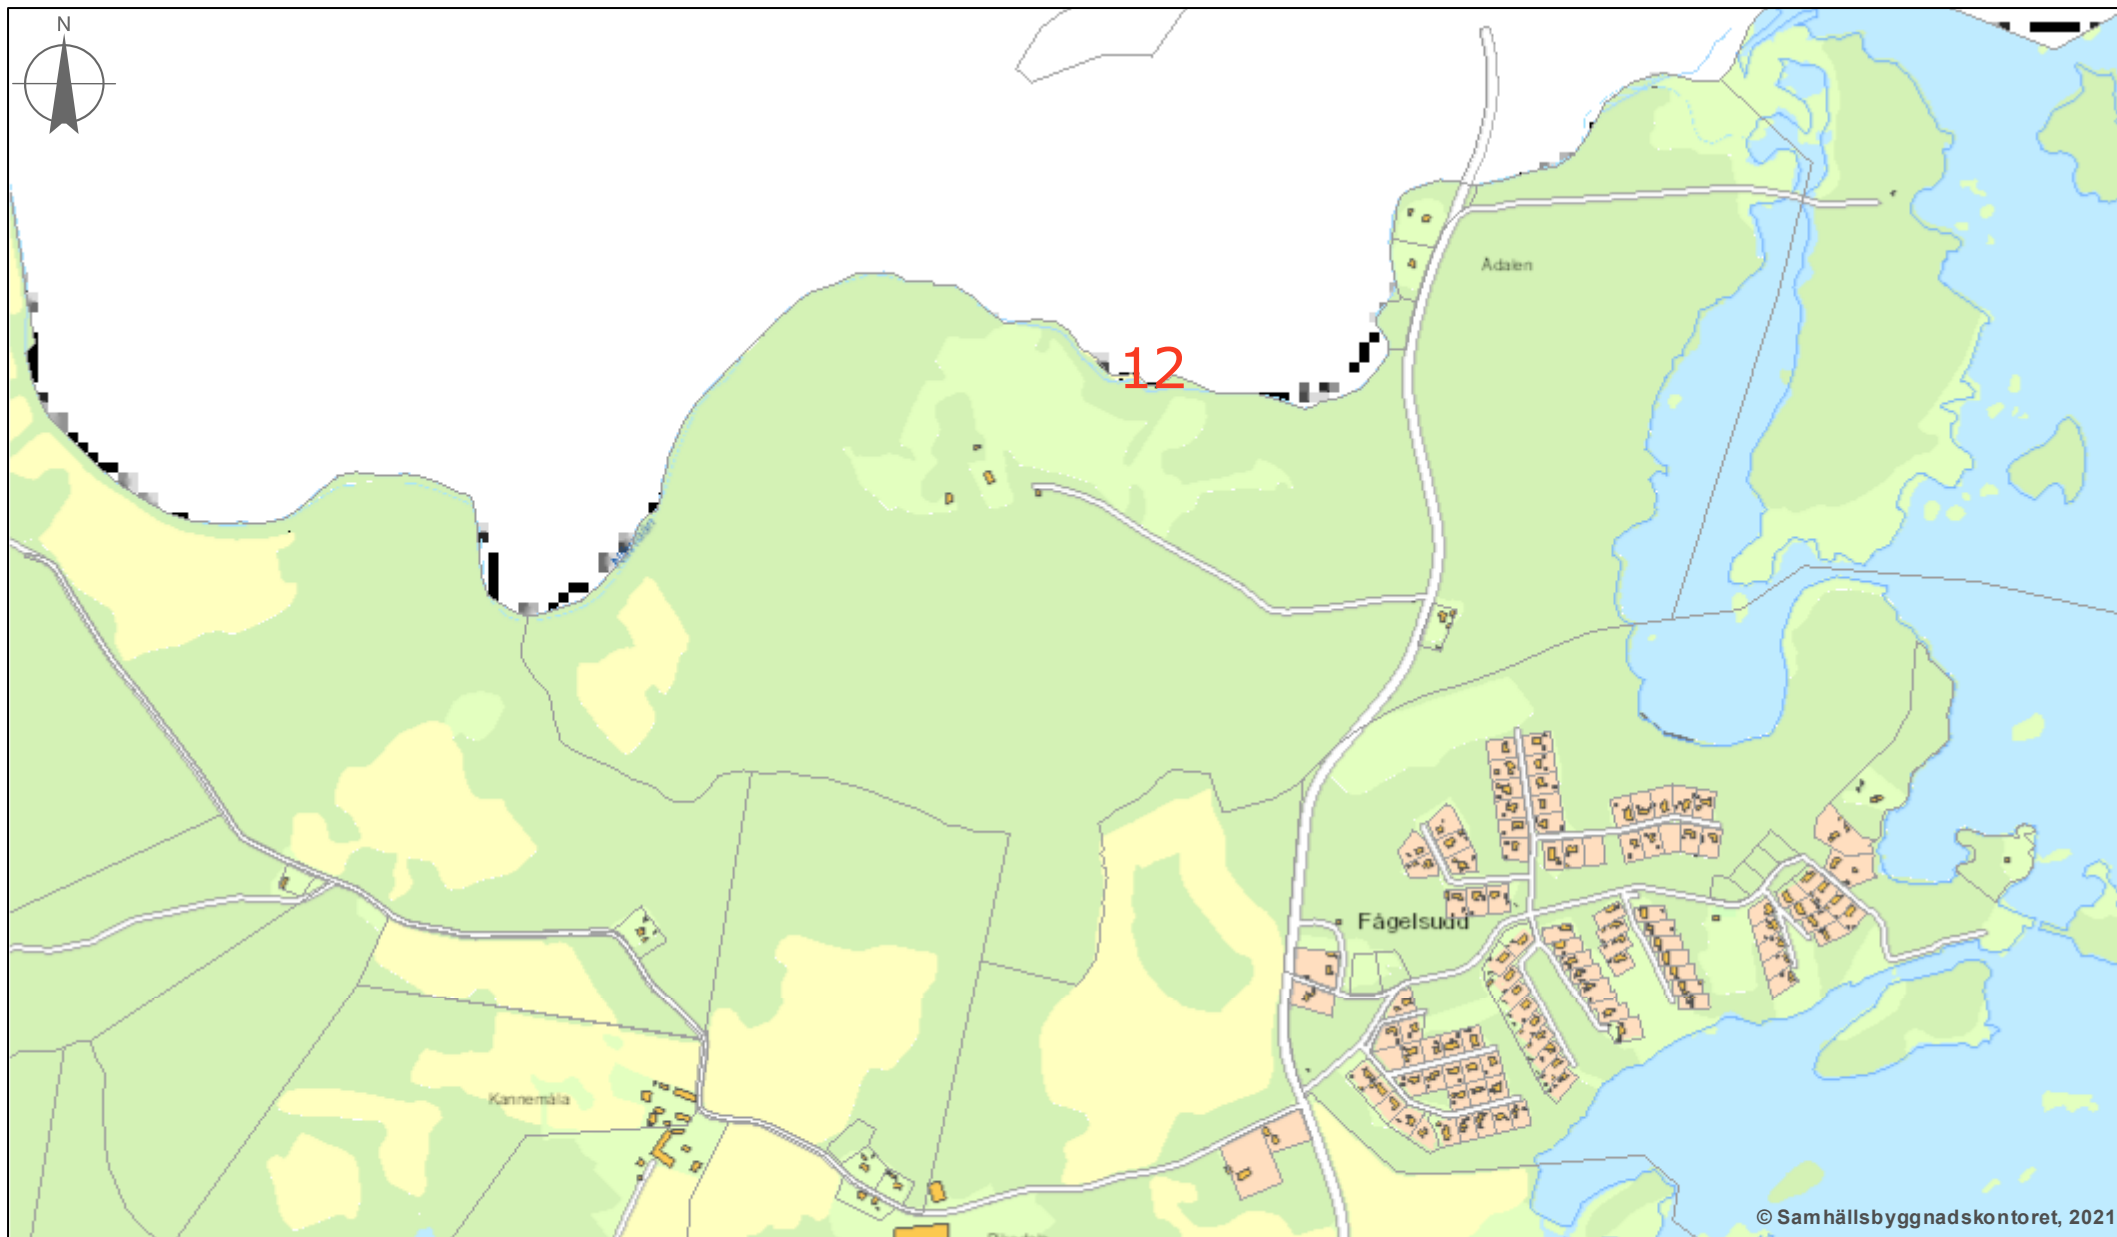 N
Ådalen
12
Fågelsudd
Kannemåla
© Samhällsbyggnadskontoret, 2021